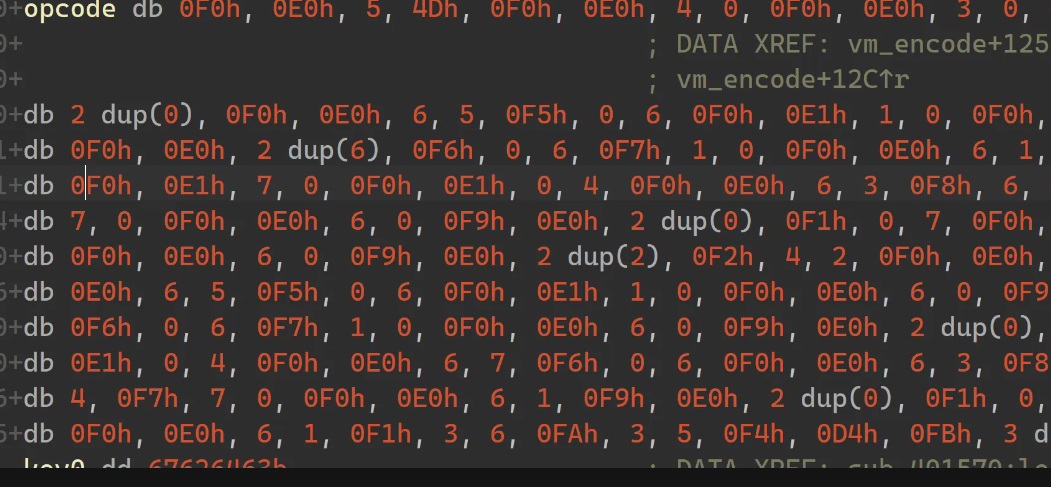 0+opcode db 0F0h, 0E0h, 5, 4Dh, 0F0h, 0E0h, 4, 0, 0F0h, 0E0h, 3, 0,
0+ ; DATA XREF: vm_encode+125
0+ ; vm_encode+12C↑r
0+db 2 dup(0), 0F0h, 0E0h, 6, 5, 0F5h, 0, 6, 0F0h, 0E1h, 1, 0, 0F0h,
1+db 0F0h, 0E0h, 2 dup(6), 0F6h, 0, 6, 0F7h, 1, 0, 0F0h, 0E0h, 6, 1,
1+db 0F0h, 0E1h, 7, 0, 0F0h, 0E1h, 0, 4, 0F0h, 0E0h, 6, 3, 0F8h, 6,
4+db 7, 0, 0F0h, 0E0h, 6, 0, 0F9h, 0E0h, 2 dup(0), 0F1h, 0, 7, 0F0h,
0+db 0F0h, 0E0h, 6, 0, 0F9h, 0E0h, 2 dup(2), 0F2h, 4, 2, 0F0h, 0E0h,
6+db 0E0h, 6, 5, 0F5h, 0, 6, 0F0h, 0E1h, 1, 0, 0F0h, 0E0h, 6, 0, 0F9
0+db 0F6h, 0, 6, 0F7h, 1, 0, 0F0h, 0E0h, 6, 0, 0F9h, 0E0h, 2 dup(0),
0+db 0E1h, 0, 4, 0F0h, 0E0h, 6, 7, 0F6h, 0, 6, 0F0h, 0E0h, 6, 3, 0F8
6+db 4, 0F7h, 7, 0, 0F0h, 0E0h, 6, 1, 0F9h, 0E0h, 2 dup(0), 0F1h, 0,
6+db 0F0h, 0E0h, 6, 1, 0F1h, 3, 6, 0FAh, 3, 5, 0F4h, 0D4h, 0FBh, 3 d
key0 dd 67626463h ; DATA XREF: sub_401570:lo